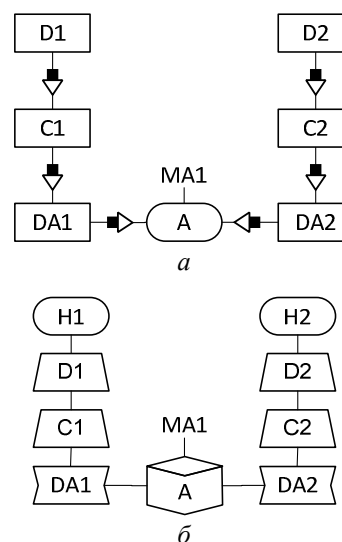 D1 D2
C1 C2
MA1
DA1 A DA2
а
H1 H2
D1 D2
C1 C2
MA1
DA1 A DA2
б